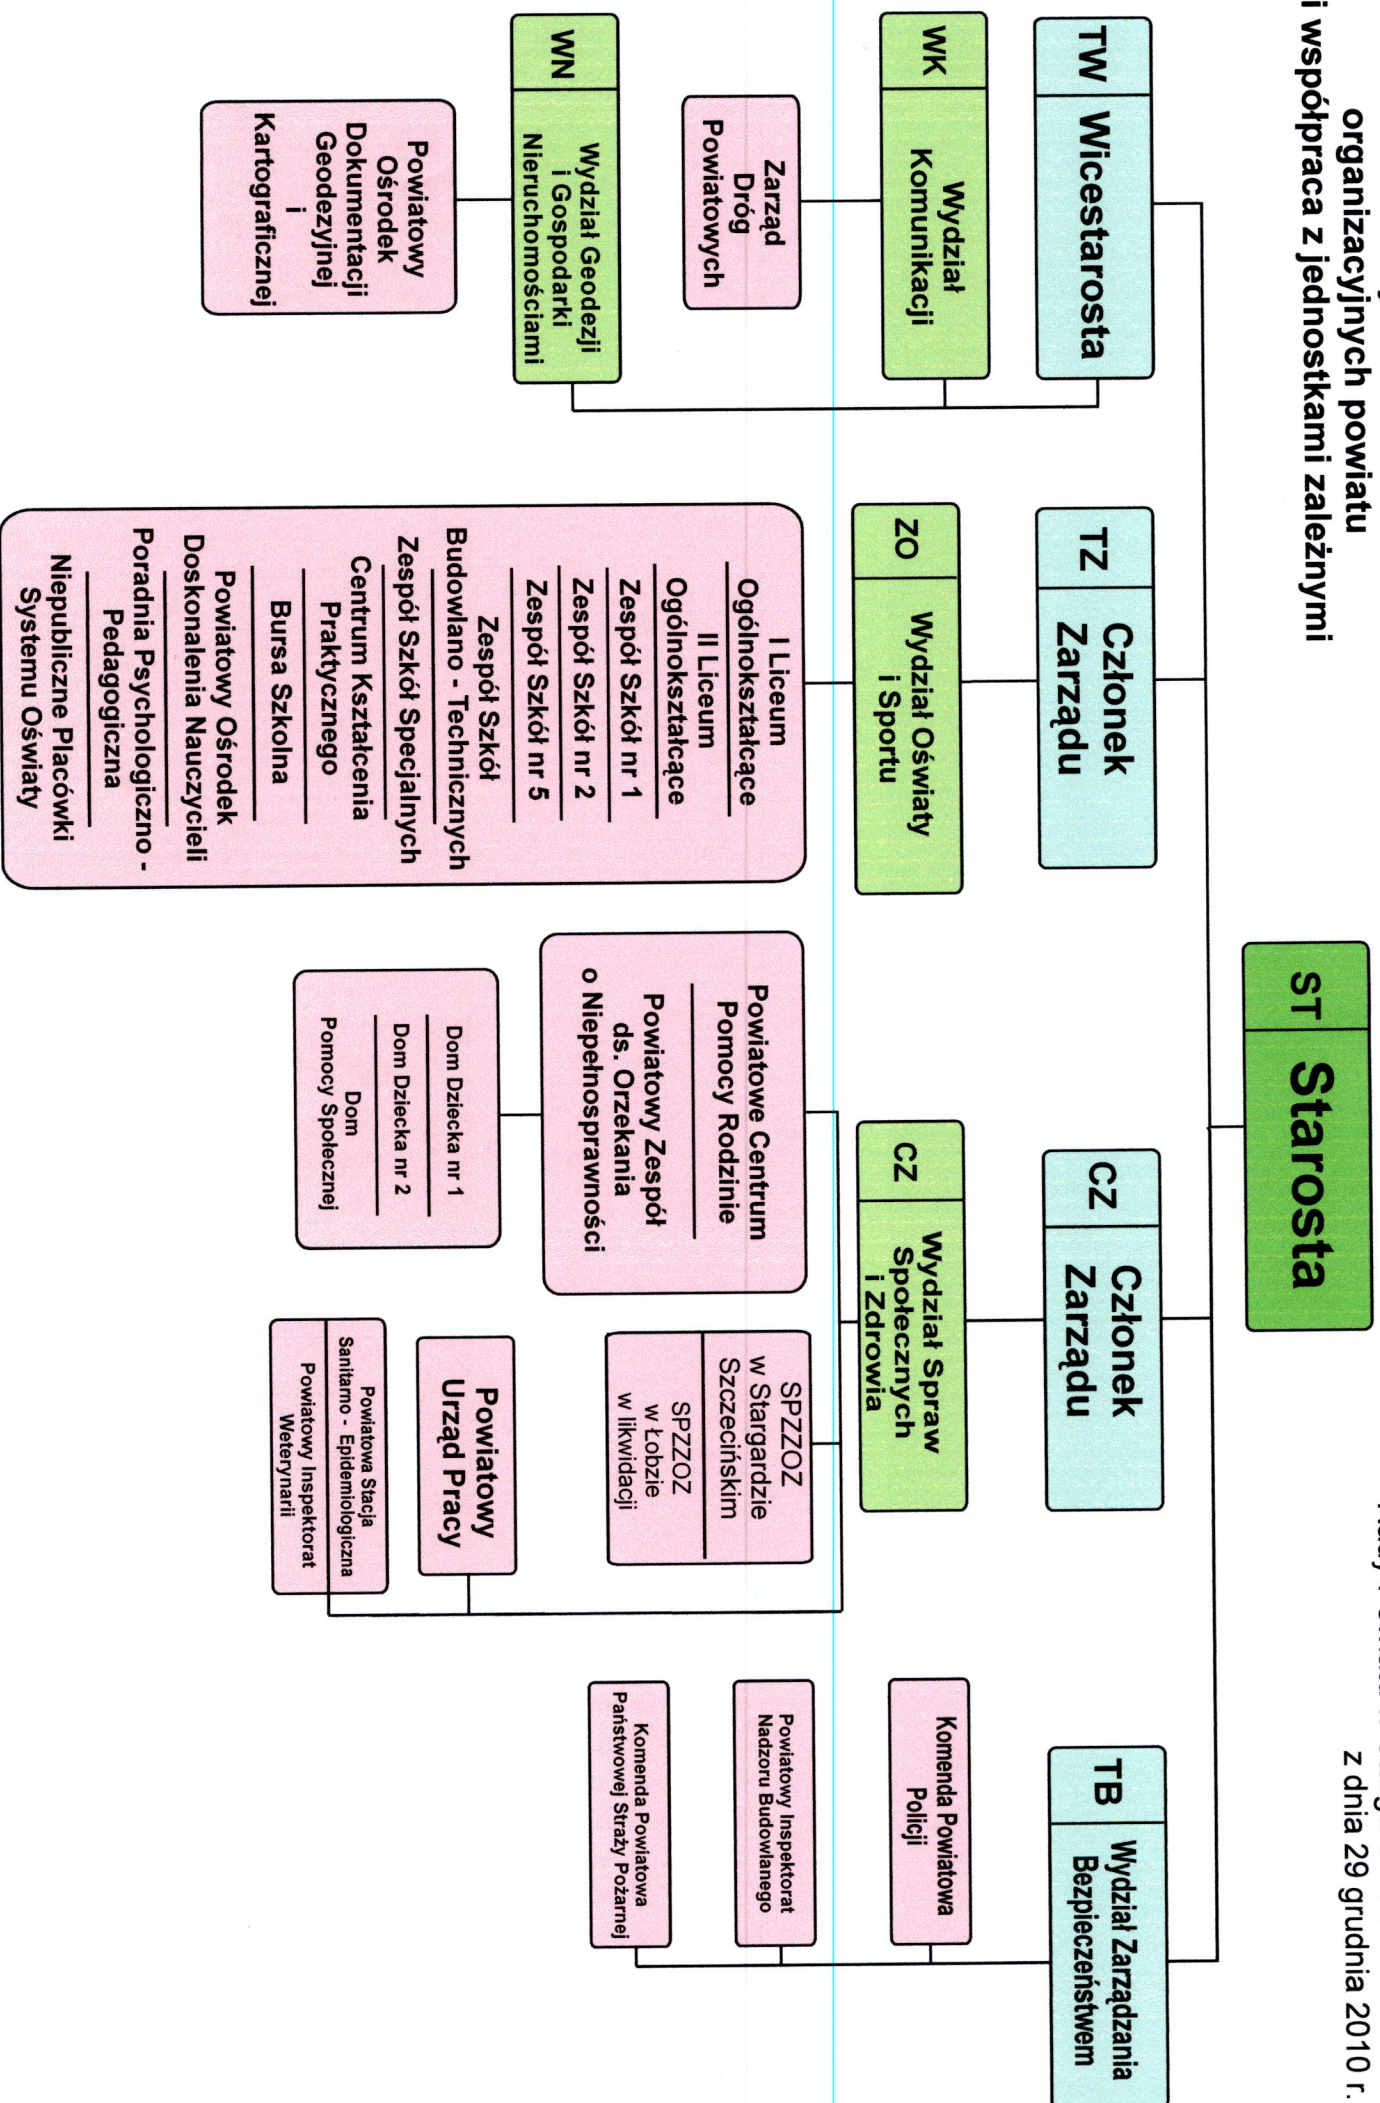 organizacyjnych powiatu
i współpraca z jednostkami zależnymi
z dnia 29 grudnia 2010 r.
ST Starosta
TW Wicestarosta
WK Wydział
Komunikacji
Zarząd
Dróg
Powiatowych
WN Wydział Geodezji
i Gospodarki
Nieruchomościami
Powiatowy
Ośrodek
Dokumentacji
Geodezyjnej
i
Kartograficznej
TZ Członek
Zarządu
ZO Wydział Oświaty
i Sportu
I Liceum
Ogólnokształcące
II Liceum
Ogólnokształcące
Zespół Szkół nr 1
Zespół Szkół nr 2
Zespół Szkół nr 5
Zespół Szkół
Budowlano - Technicznych
Zespół Szkół Specjalnych
Centrum Kształcenia
Praktycznego
Bursa Szkolna
Powiatowy Ośrodek
Doskonalenia Nauczycieli
Poradnia Psychologiczno -
Pedagogiczna
Niepubliczne Placówki
Systemu Oświaty
CZ Członek
Zarządu
CZ Wydział Spraw
Społecznych
i Zdrowia
Powiatowe Centrum
Pomocy Rodzinie
Powiatowy Zespół
ds. Orzekania
o Niepełnosprawności
Dom Dziecka nr 1
Dom Dziecka nr 2
Dom
Pomocy Społecznej
SPZZOZ
w Stargardzie
Szczecińskim
SPZZOZ
w Łobzie
w likwidacji
Powiatowy
Urząd Pracy
Powiatowa Stacja
Sanitarno - Epidemiologiczna
Powiatowy Inspektorat
Weterynarii
TB Wydział Zarządzania
Bezpieczeństwem
Komenda Powiatowa
Policji
Powiatowy Inspektorat
Nadzoru Budowlanego
Komenda Powiatowa
Państwowej Straży Pożarnej